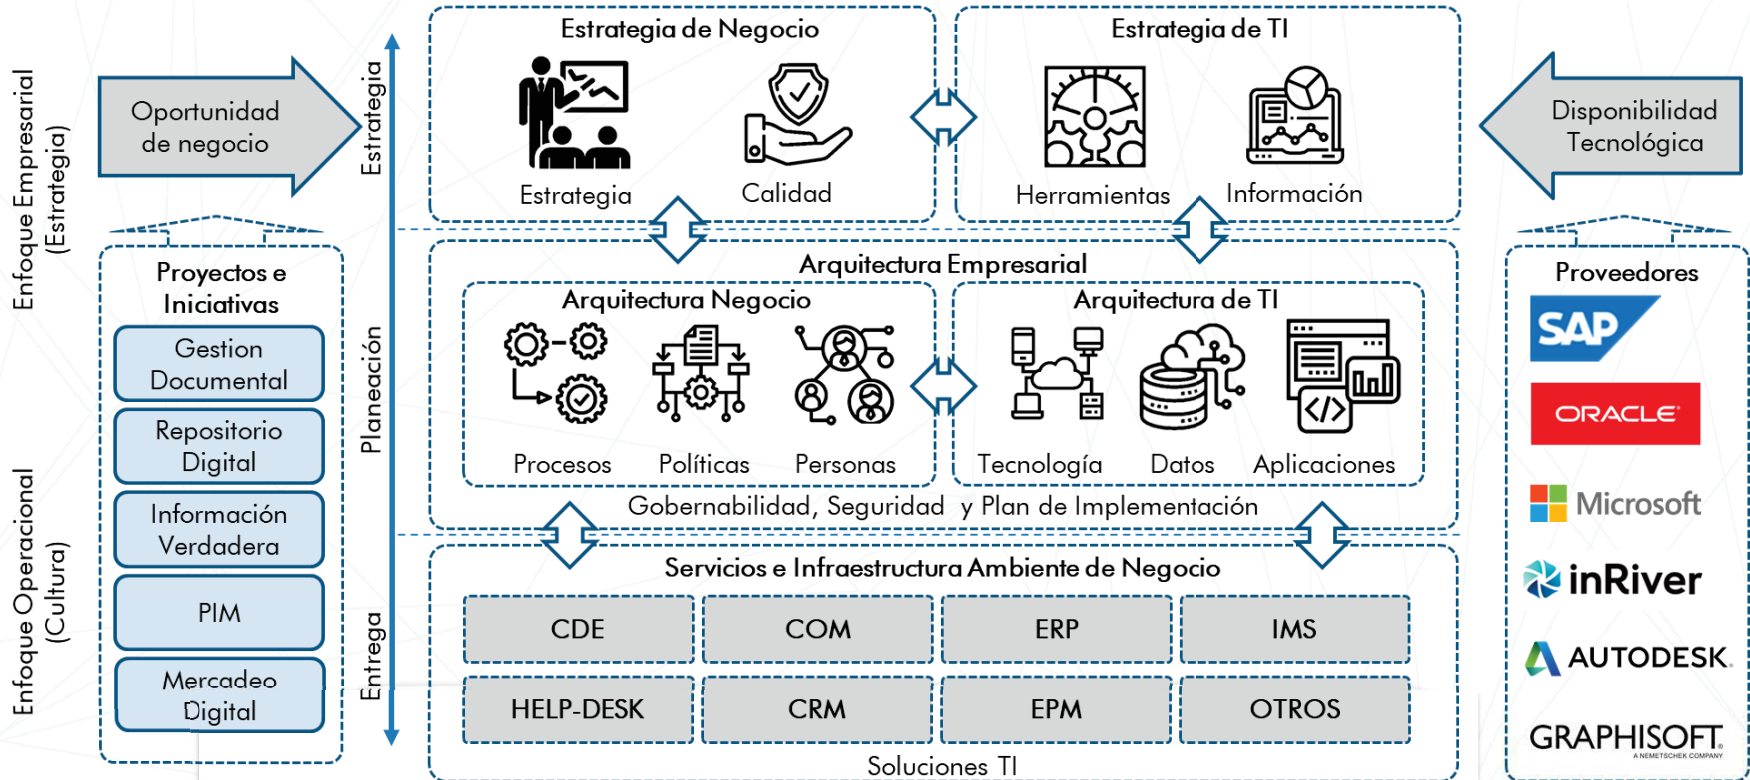 Enfoque Empresarial
(Estrategia)
Enfoque Operacional
(Cultura)
Oportunidad
de negocio
Proyectos e
Iniciativas
Gestion
Documental
Repositorio
Digital
Información
Verdadera
PIM
Mercadeo
Digital
Estrategia
Planeación
Entrega
Estrategia de Negocio
Estrategia
Calidad
Estrategia de TI
Herramientas
Información
Arquitectura Empresarial
Arquitectura Negocio
Procesos
Políticas
Personas
Arquitectura de TI
Tecnología
Datos
Aplicaciones
Gobernabilidad, Seguridad y Plan de Implementación
Servicios e Infraestructura Ambiente de Negocio
CDE
COM
ERP
IMS
HELP-DESK
CRM
EPM
OTROS
Soluciones TI
Disponibilidad
Tecnológica
Proveedores
SAP
ORACLE
Microsoft
inRiver
AUTODESK.
GRAPHISOFT®
A NEMETSCHEK COMPANY